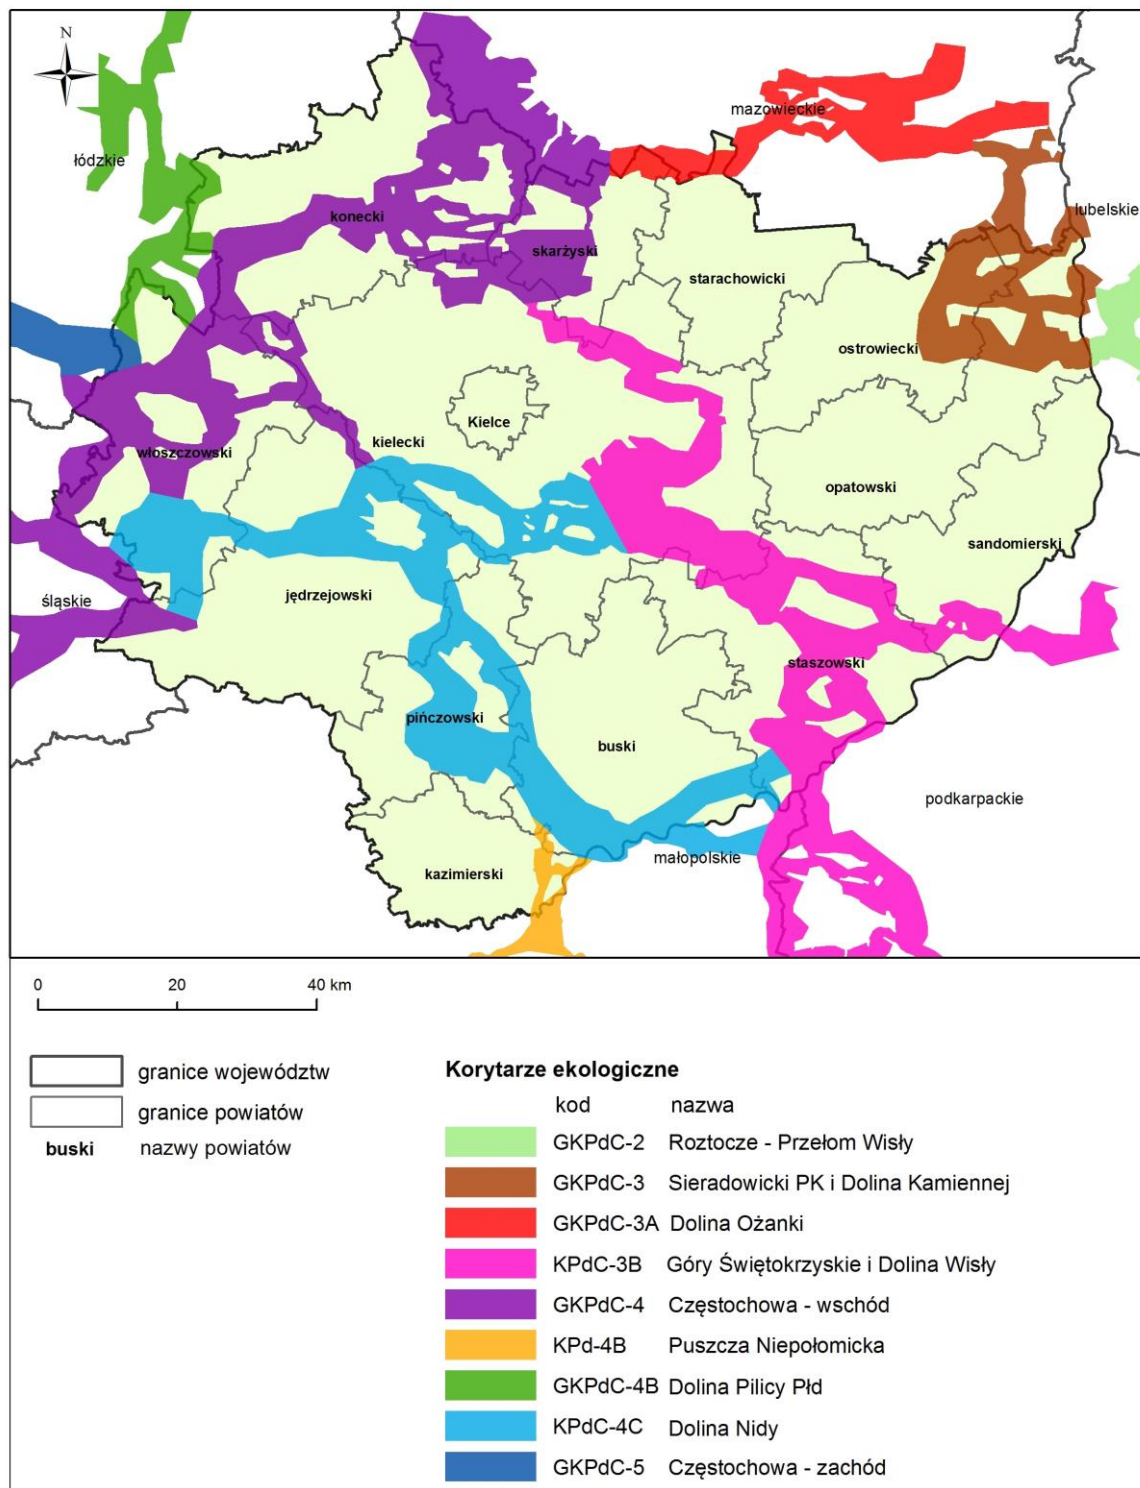 N
mazowieckie
łódzkie
lubelskie
konecki
skarżyski
starachowicki
ostrowiecki
Kielce
kielecki
włoszczowski
opatowski
sandomierski
śląskie
jędrzejowski
staszowski
pińczowski
buski
podkarpackie
małopolskie
kazimierski
0 20 40 km
granice województw
granice powiatów
buski nazwy powiatów
Korytarze ekologiczne
kod nazwa
GKPdC-2 Roztocze - Przełom Wisły
GKPdC-3 Sieradowicki PK i Dolina Kamiennej
GKPdC-3A Dolina Ożanki
KPdC-3B Góry Świętokrzyskie i Dolina Wisły
GKPdC-4 Częstochowa - wschód
KPd-4B Puszcza Niepołomicka
GKPdC-4B Dolina Pilicy Płd
KPdC-4C Dolina Nidy
GKPdC-5 Częstochowa - zachód